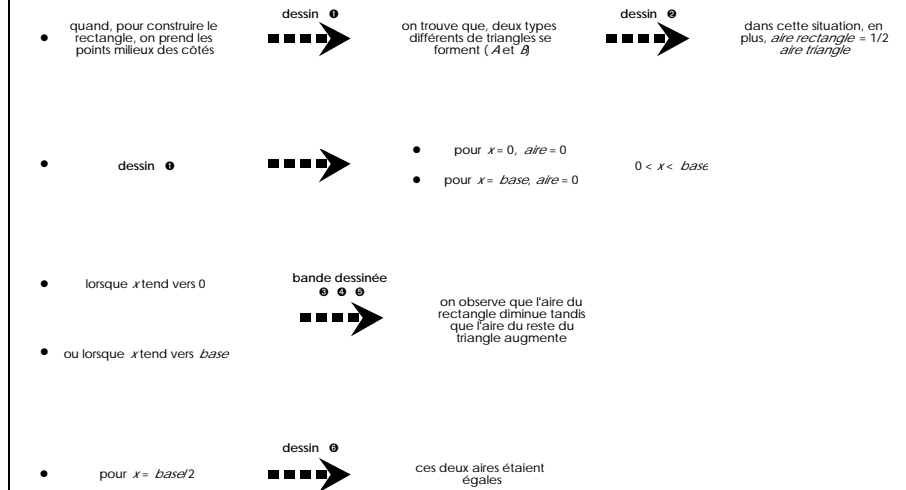 dessin ❶
dessin ❷
● quand, pour construire le
rectangle, on prend les
points milieux des côtés
on trouve que, deux types
différents de triangles se
forment ( A et B)
dans cette situation, en
plus, aire rectangle = 1/2
aire triangle
● dessin ❶
● pour x = 0, aire = 0
● pour x = base, aire = 0
0 < x < base
● lorsque x tend vers 0
● ou lorsque x tend vers base
bande dessinée
❸ ❹ ❺
on observe que l'aire du
rectangle diminue tandis
que l'aire du reste du
triangle augmente
dessin ❻
● pour x = base/2
ces deux aires étaient
égales